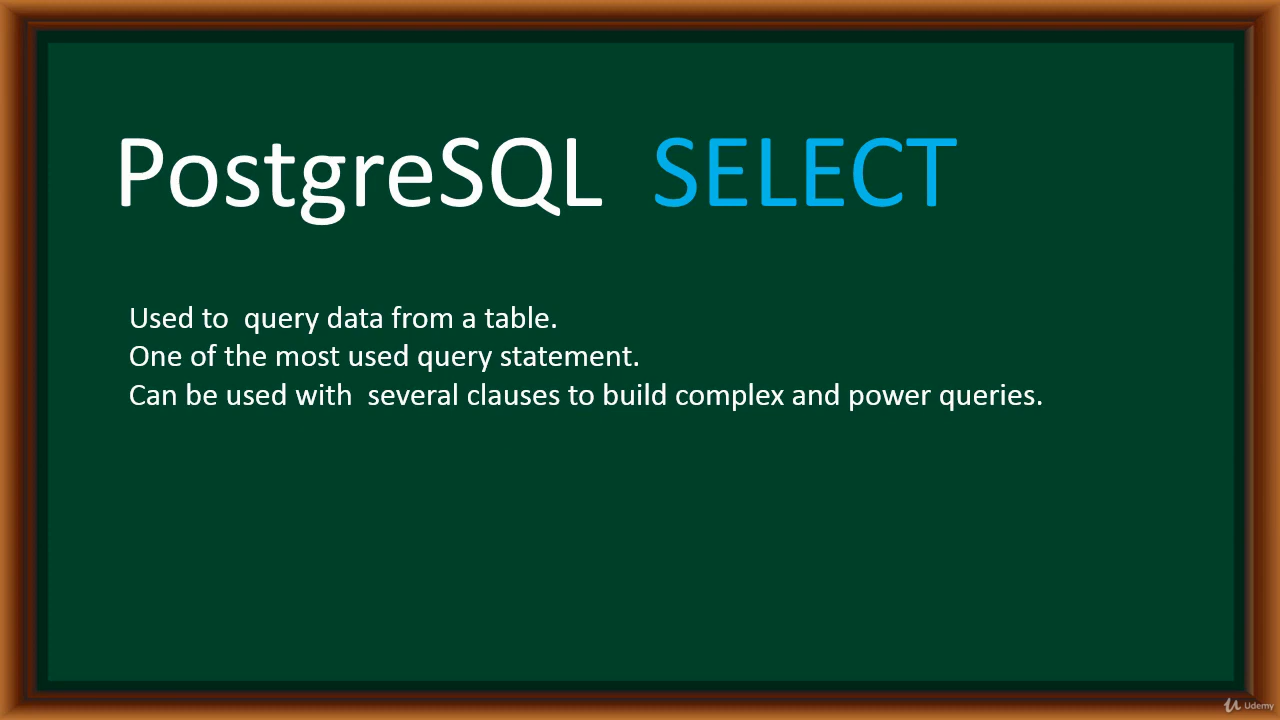 PostgreSQL SELECT
Used to query data from a table.
One of the most used query statement.
Can be used with several clauses to build complex and power queries.
Udemy